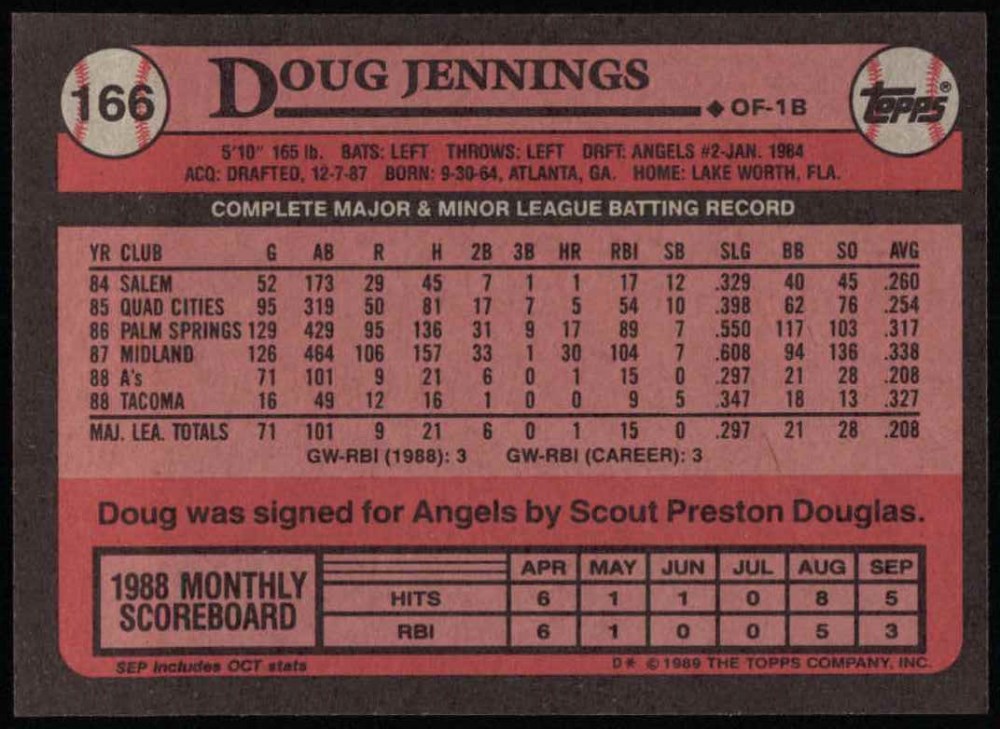 166
DOUG JENNINGS
◆ OF-1B
TOPPS®
5'10" 165 lb. BATS: LEFT THROWS: LEFT DRFT: ANGELS #2-JAN. 1984
ACQ: DRAFTED, 12-7-87 BORN: 9-30-64, ATLANTA, GA. HOME: LAKE WORTH, FLA.
COMPLETE MAJOR & MINOR LEAGUE BATTING RECORD
YR CLUB G AB R H 2B 3B HR RBI SB SLG BB SO AVG
84 SALEM 52 173 29 45 7 1 1 17 12 .329 40 45 .260
85 QUAD CITIES 95 319 50 81 17 7 5 54 10 .398 62 76 .254
86 PALM SPRINGS 129 429 95 136 31 9 17 89 7 .550 117 103 .317
87 MIDLAND 126 464 106 157 33 1 30 104 7 .608 94 136 .338
88 A's 71 101 9 21 6 0 1 15 0 .297 21 28 .208
88 TACOMA 16 49 12 16 1 0 0 9 5 .347 18 13 .327
MAJ. LEA. TOTALS 71 101 9 21 6 0 1 15 0 .297 21 28 .208
GW-RBI (1988): 3 GW-RBI (CAREER): 3
Doug was signed for Angels by Scout Preston Douglas.
1988 MONTHLY SCOREBOARD
APR MAY JUN JUL AUG SEP
HITS 6 1 1 0 8 5
RBI 6 1 0 0 5 3
SEP includes OCT stats
D* © 1989 THE TOPPS COMPANY, INC.